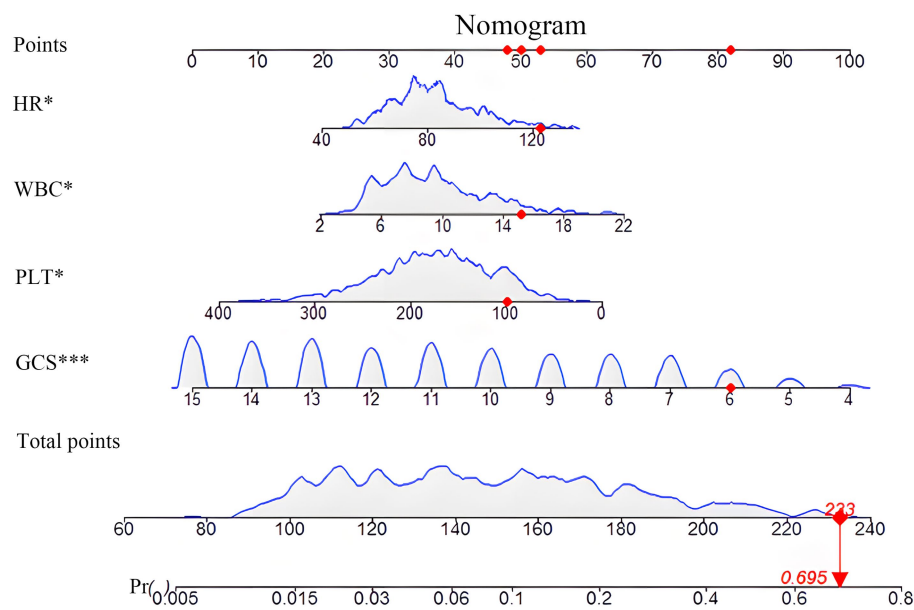 Nomogram
Points
0 10 20 30 40 50 60 70 80 90 100
HR*
40 80 120
WBC*
2 6 10 14 18 22
PLT*
400 300 200 100 0
GCS***
15 14 13 12 11 10 9 8 7 6 5 4
Total points
223
60 80 100 120 140 160 180 200 220 240
0.695
Pr( )
0.005 0.015 0.03 0.06 0.1 0.2 0.4 0.6 0.8